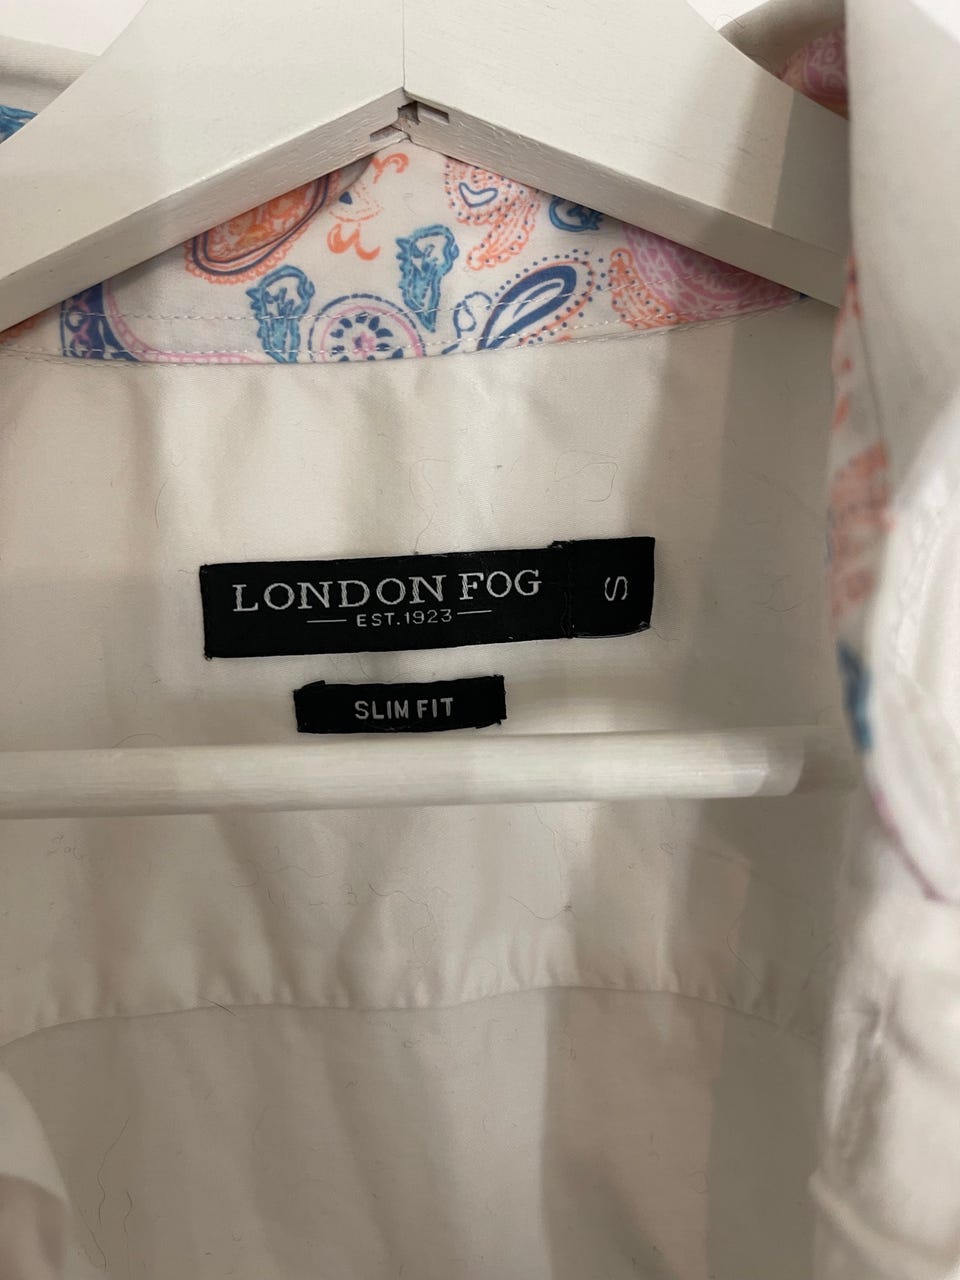 LONDON FOG
EST.1923
S
SLIM FIT